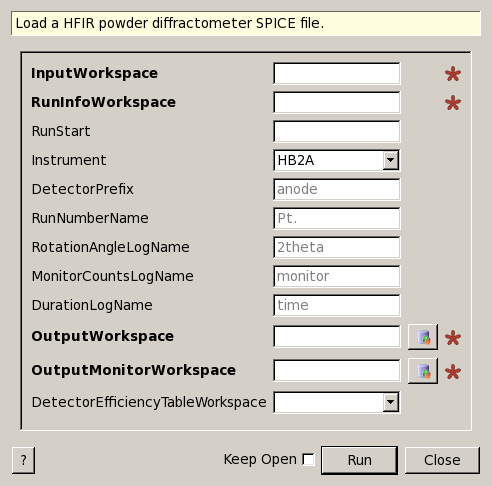 Load a HFIR powder diffractometer SPICE file.
InputWorkspace
RunInfoWorkspace
RunStart
Instrument HB2A
DetectorPrefix anode
RunNumberName Pt.
RotationAngleLogName 2theta
MonitorCountsLogName monitor
DurationLogName time
OutputWorkspace
OutputMonitorWorkspace
DetectorEfficiencyTableWorkspace
? Keep Open Run Close